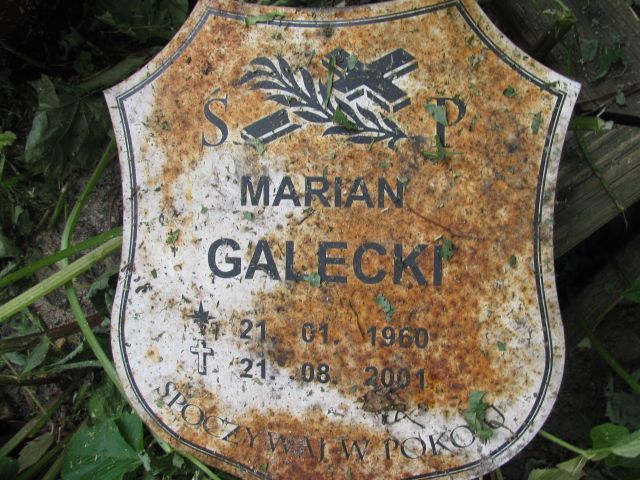 Ś P
MARIAN
GALECKI
21. 01. 1960
21. 08. 2001
SPOCZYWAJ W POKOJU